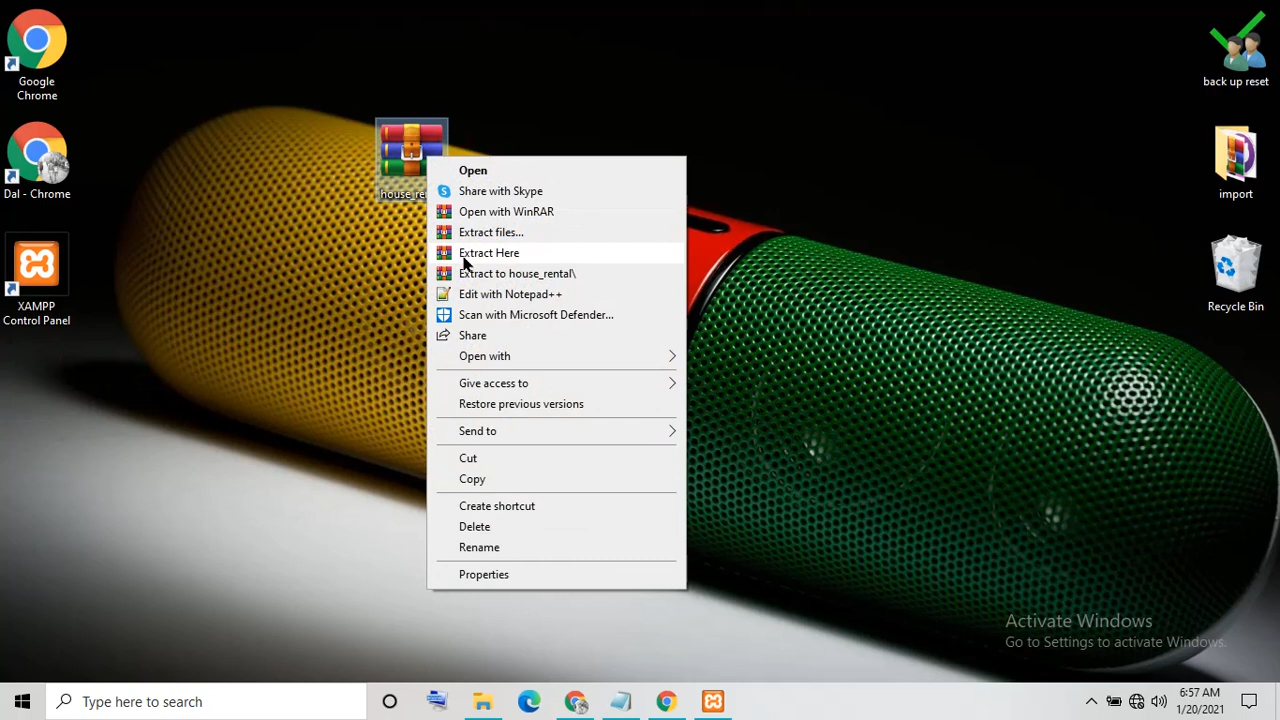 Google
Chrome
Dal - Chrome
XAMPP
Control Panel
Open
Share with Skype
Open with WinRAR
Extract files...
Extract Here
Extract to house_rental\
Edit with Notepad++
Scan with Microsoft Defender...
Share
Open with
Give access to
Restore previous versions
Send to
Cut
Copy
Create shortcut
Delete
Rename
Properties
back up reset
import
Recycle Bin
Activate Windows
Go to Settings to activate Windows.
Type here to search
6:57 AM
1/20/2021